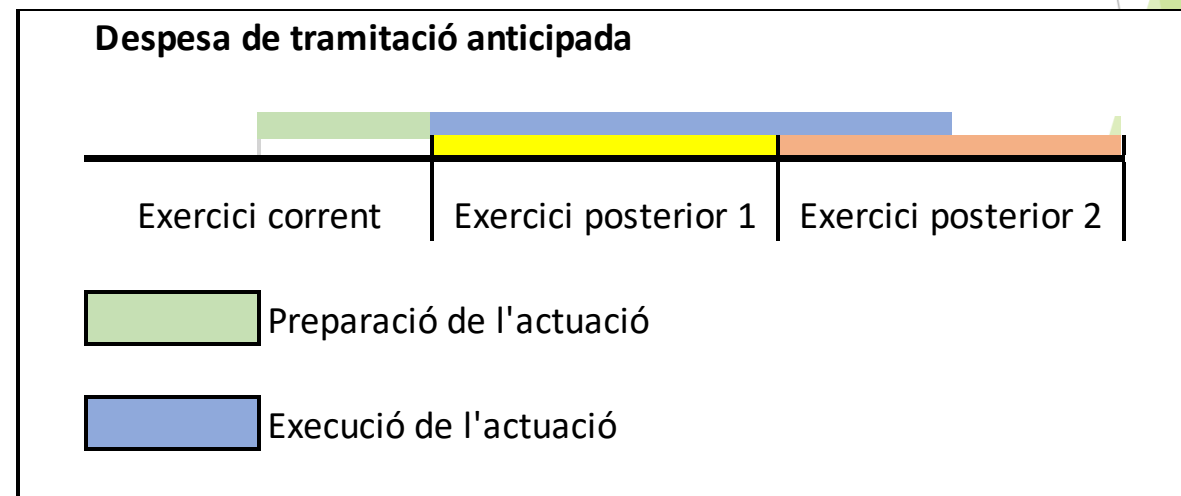 Despesa de tramitació anticipada
Exercici corrent
Exercici posterior 1
Exercici posterior 2
Preparació de l'actuació
Execució de l'actuació